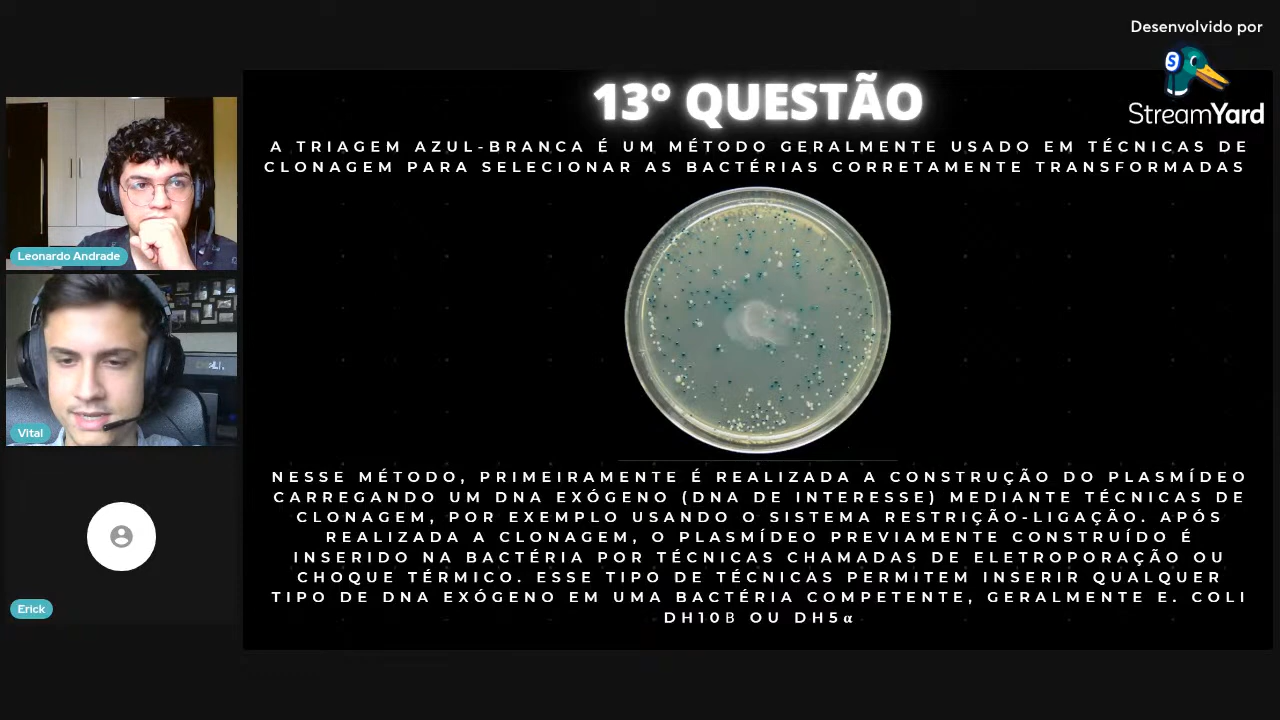 Desenvolvido por
StreamYard
13° QUESTÃO
A TRIAGEM AZUL-BRANCA É UM MÉTODO GERALMENTE USADO EM TÉCNICAS DE
CLONAGEM PARA SELECIONAR AS BACTÉRIAS CORRETAMENTE TRANSFORMADAS
Leonardo Andrade
Vital
NESSE MÉTODO, PRIMEIRAMENTE É REALIZADA A CONSTRUÇÃO DO PLASMÍDEO
CARREGANDO UM DNA EXÓGENO (DNA DE INTERESSE) MEDIANTE TÉCNICAS DE
CLONAGEM, POR EXEMPLO USANDO O SISTEMA RESTRIÇÃO-LIGAÇÃO. APÓS
REALIZADA A CLONAGEM, O PLASMÍDEO PREVIAMENTE CONSTRUÍDO É
INSERIDO NA BACTÉRIA POR TÉCNICAS CHAMADAS DE ELETROPORAÇÃO OU
CHOQUE TÉRMICO. ESSE TIPO DE TÉCNICAS PERMITEM INSERIR QUALQUER
TIPO DE DNA EXÓGENO EM UMA BACTÉRIA COMPETENTE, GERALMENTE E. COLI
DH10B OU DH5α
Erick